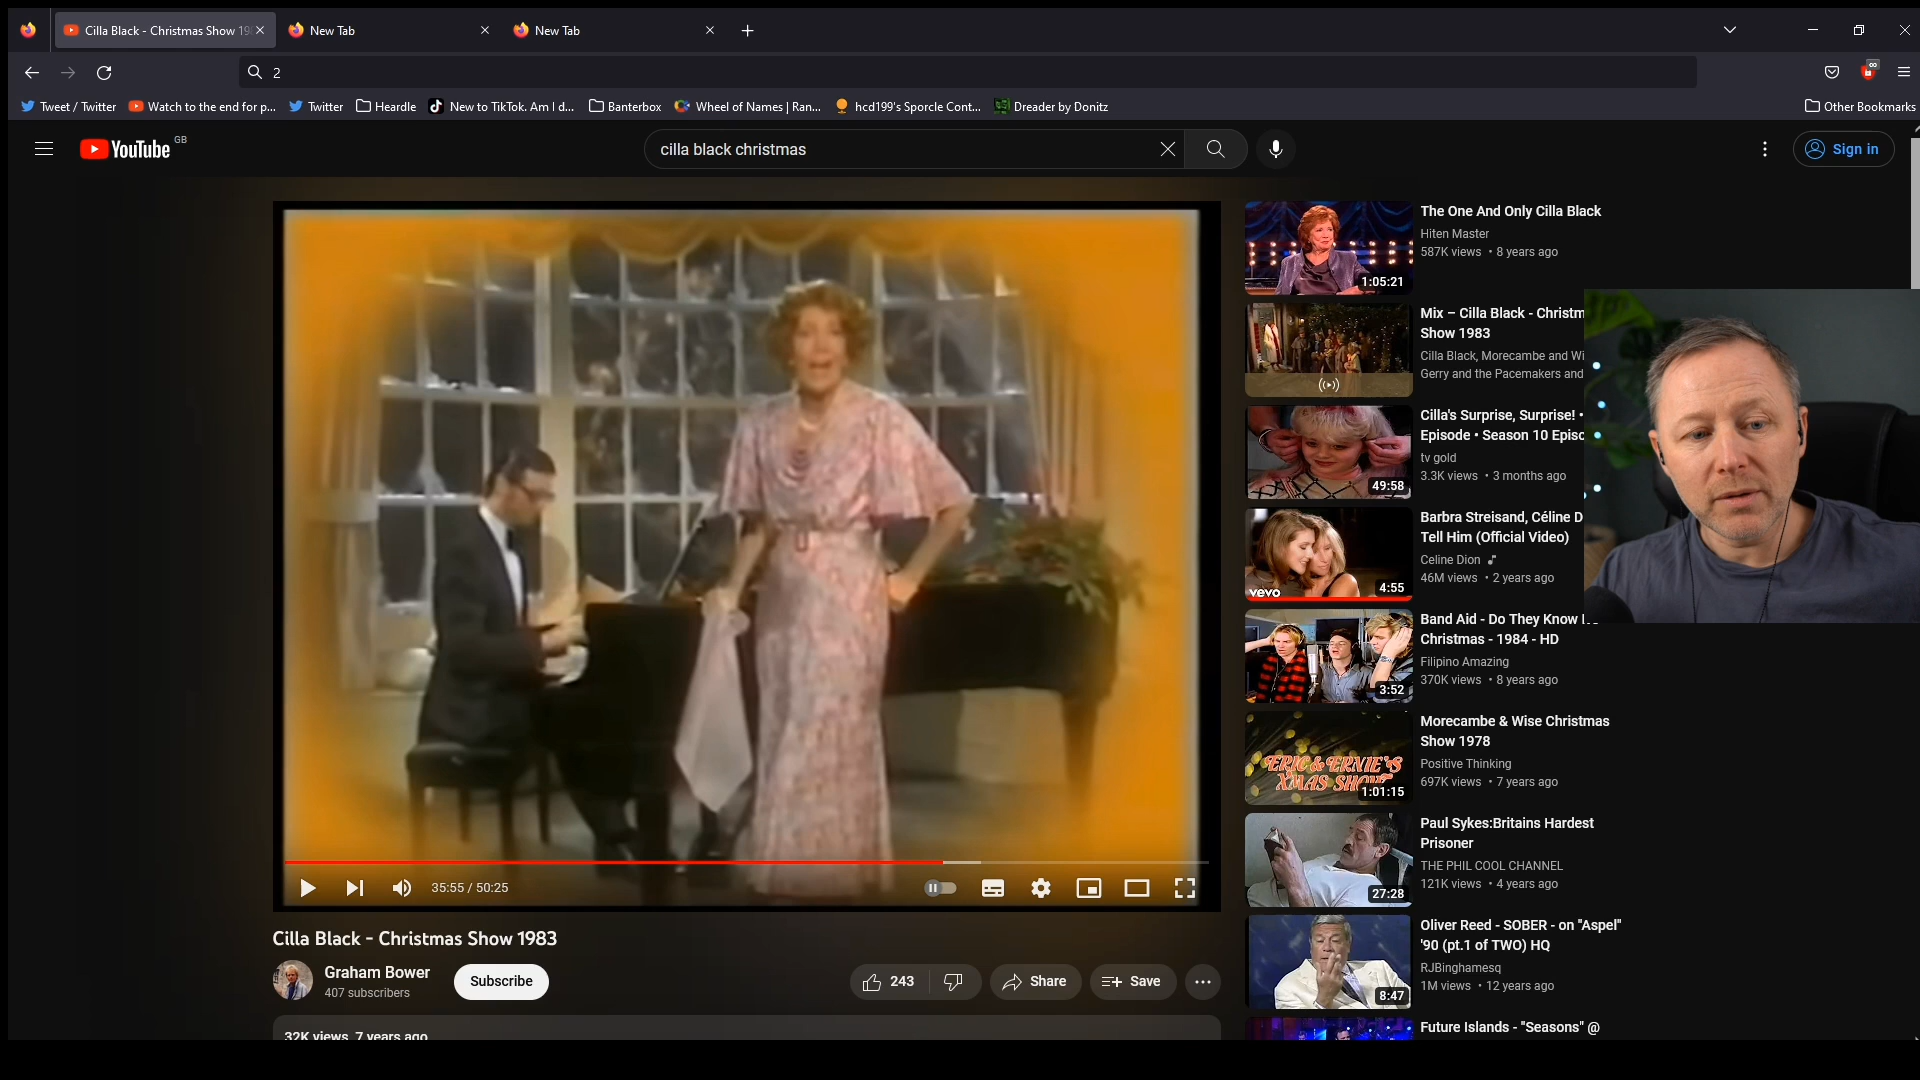 Cilla Black - Christmas Show 19
New Tab
New Tab
2
Tweet / Twitter
Watch to the end for p...
Twitter
Heardle
New to TikTok. Am I d...
Banterbox
Wheel of Names | Ran...
hcd199's Sporcle Cont...
Dreader by Donitz
Other Bookmarks
YouTube GB
cilla black christmas
Sign in
The One And Only Cilla Black
Hiten Master
587K views • 8 years ago
1:05:21
Mix – Cilla Black - Christm
Show 1983
Cilla Black, Morecambe and Wi
Gerry and the Pacemakers and
Cilla's Surprise, Surprise! •
Episode • Season 10 Episo
tv gold
3.3K views • 3 months ago
49:58
Barbra Streisand, Céline D
Tell Him (Official Video)
Celine Dion
46M views • 2 years ago
vevo
4:55
Band Aid - Do They Know
Christmas - 1984 - HD
Filipino Amazing
370K views • 8 years ago
3:52
Morecambe & Wise Christmas
Show 1978
Positive Thinking
697K views • 7 years ago
ERIC & ERNIE'S
XMAS SHOW
1:01:15
Paul Sykes:Britains Hardest
Prisoner
THE PHIL COOL CHANNEL
121K views • 4 years ago
27:28
Oliver Reed - SOBER - on "Aspel"
'90 (pt.1 of TWO) HQ
RJBinghamesq
1M views • 12 years ago
8:47
Future Islands - "Seasons" @
35:55 / 50:25
Cilla Black - Christmas Show 1983
Graham Bower
407 subscribers
Subscribe
243
Share
Save
32K views 7 years ago